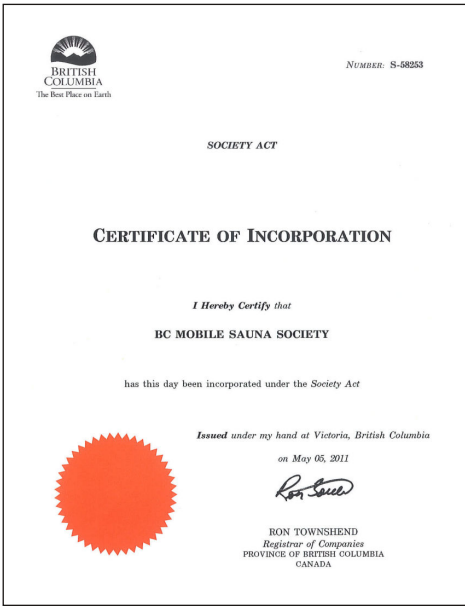 BRITISH
COLUMBIA
The Best Place on Earth
NUMBER: S-58253
SOCIETY ACT
CERTIFICATE OF INCORPORATION
I Hereby Certify that
BC MOBILE SAUNA SOCIETY
has this day been incorporated under the Society Act
Issued under my hand at Victoria, British Columbia
on May 05, 2011
RON TOWNSHEND
Registrar of Companies
PROVINCE OF BRITISH COLUMBIA
CANADA